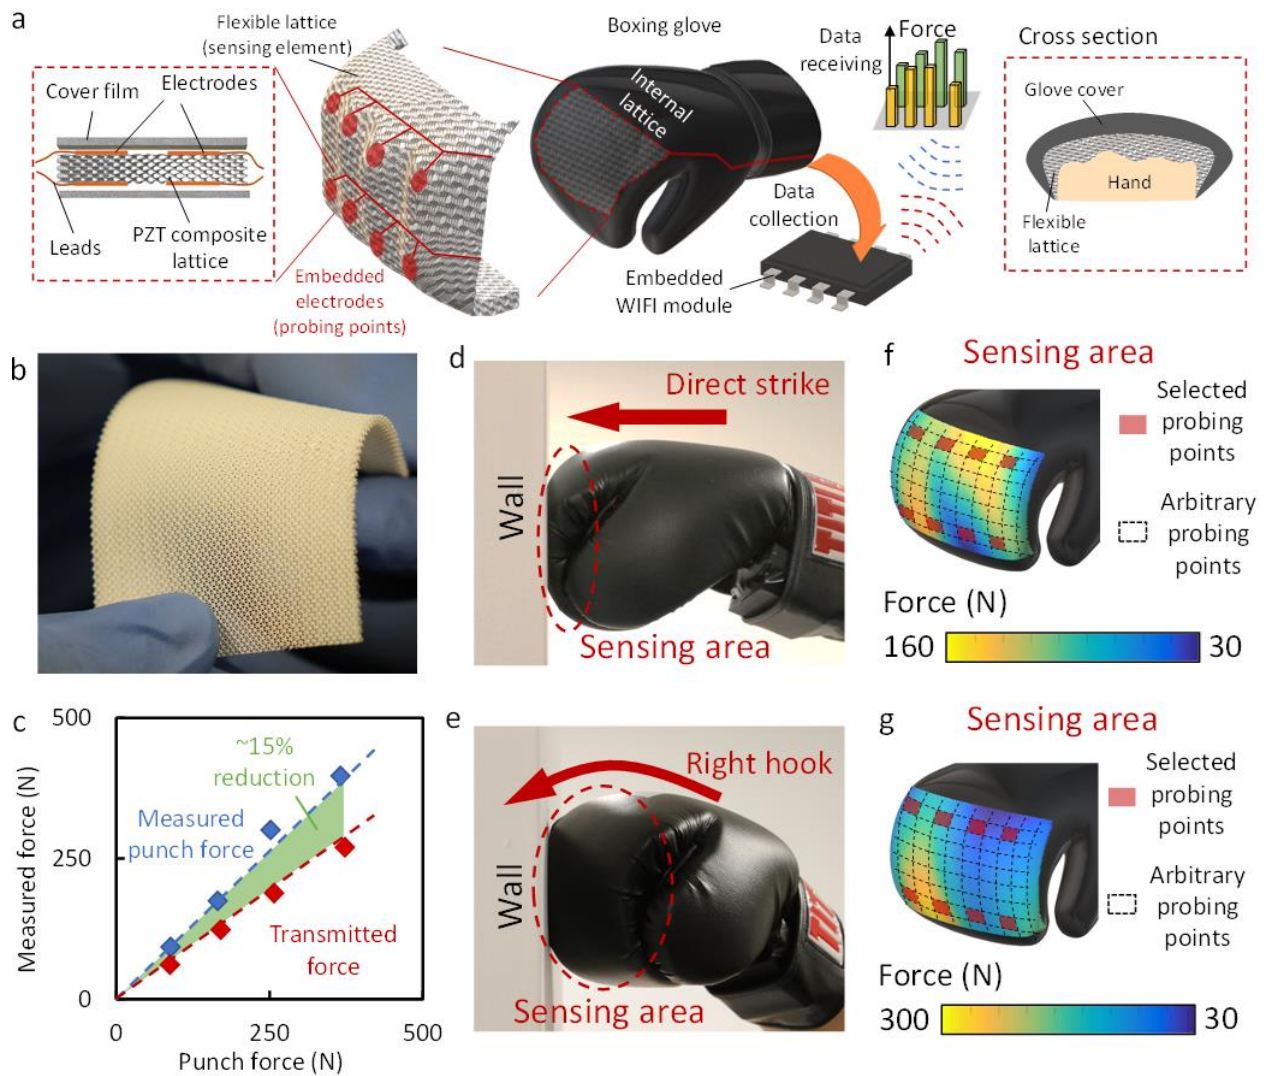 a
Flexible lattice
(sensing element)
Boxing glove
Data
receiving
Force
Cross section
Cover film
Electrodes
Internal
lattice
Glove cover
Hand
Data
collection
Flexible
lattice
Leads
PZT composite
lattice
Embedded
electrodes
(probing points)
Embedded
WIFI module
b
d
Direct strike
Wall
TITL
Sensing area
f
Sensing area
Selected
probing
points
Arbitrary
probing
points
Force (N)
160
30
c
500
250
0
Measured force (N)
~15%
reduction
Measured
punch force
Transmitted
force
0
250
500
Punch force (N)
e
Right hook
Wall
TIT
Sensing area
g
Sensing area
Selected
probing
points
Arbitrary
probing
points
Force (N)
300
30